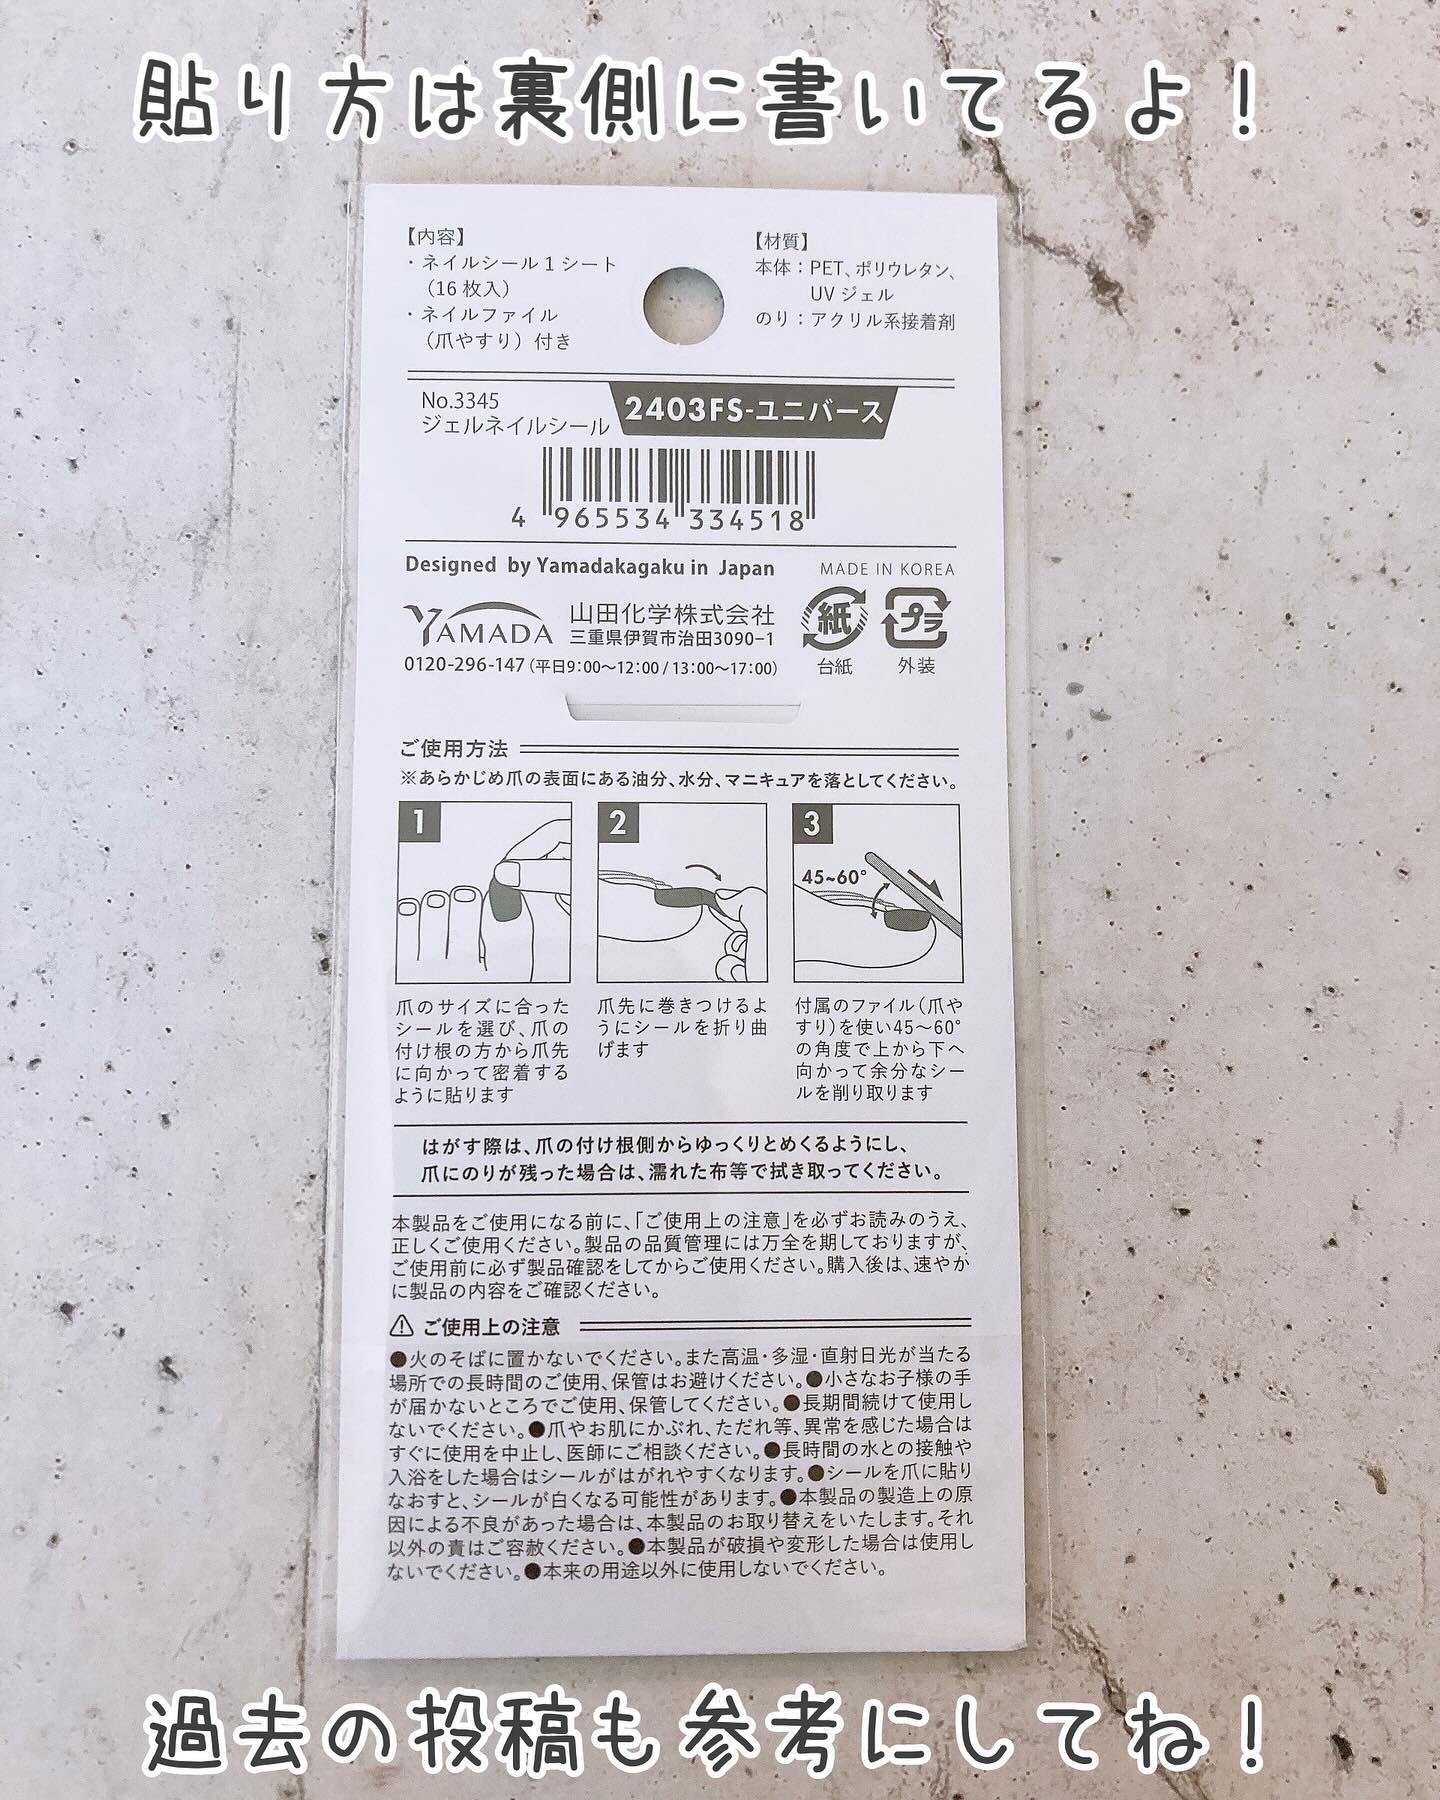 貼り方は裏側に書いてるよ！
【内容】
・ネイルシール1シート
（16枚入）
・ネイルファイル
（爪やすり）付き
【材質】
本体：PET、ポリウレタン、
UVジェル
のり：アクリル系接着剤
No.3345
ジェルネイルシール
2403FS-ユニバース
4 965534 334518
Designed by Yamadakagaku in Japan
MADE IN KOREA
YAMADA
山田化学株式会社
三重県伊賀市治田3090-1
0120-296-147（平日9:00～12:00 / 13:00～17:00）
紙
台紙
プラ
外装
ご使用方法
※あらかじめ爪の表面にある油分、水分、マニキュアを落としてください。
1
爪のサイズに合った
シールを選び、爪の
付け根の方から爪先
に向かって密着する
ように貼ります
2
爪先に巻きつけるよ
うにシールを折り曲
げます
3
45~60°
付属のファイル（爪や
すり）を使い45～60°
の角度で上から下へ
向かって余分なシー
ルを削り取ります
はがす際は、爪の付け根側からゆっくりとめくるようにし、
爪にのりが残った場合は、濡れた布等で拭き取ってください。
本製品をご使用になる前に、「ご使用上の注意」を必ずお読みのうえ、
正しくご使用ください。製品の品質管理には万全を期しておりますが、
ご使用前に必ず製品確認をしてからご使用ください。購入後は、速やか
に製品の内容をご確認ください。
⚠ ご使用上の注意
●火のそばに置かないでください。また高温・多湿・直射日光が当たる
場所での長時間のご使用、保管はお避けください。●小さなお子様の手
が届かないところでご使用、保管してください。●長期間続けて使用し
ないでください。●爪やお肌にかぶれ、ただれ等、異常を感じた場合は
すぐに使用を中止し、医師にご相談ください。●長時間の水との接触や
入浴をした場合はシールがはがれやすくなります。●シールを爪に貼り
なおすと、シールが白くなる可能性があります。●本製品の製造上の原
因による不良があった場合は、本製品のお取り替えをいたします。それ
以外の責はご容赦ください。●本製品が破損や変形した場合は使用し
ないでください。●本来の用途以外に使用しないでください。
過去の投稿も参考にしてね！